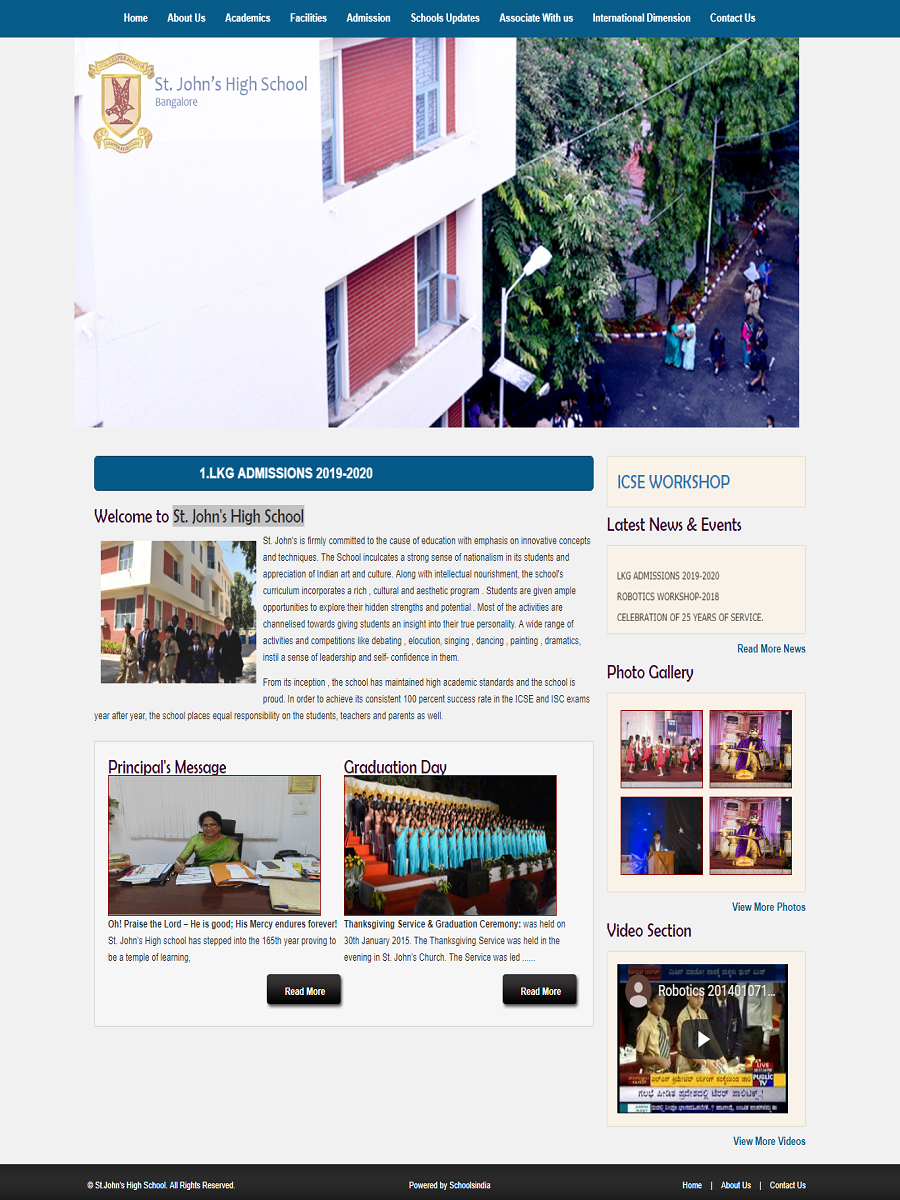 Home About Us Academics Facilities Admission Schools Updates Associate With us International Dimension Contact Us
St. John's High School
Bangalore
1.LKG ADMISSIONS 2019-2020
Welcome to St. John's High School
St. John's is firmly committed to the cause of education with emphasis on innovative concepts
and techniques. The School inculcates a strong sense of nationalism in its students and
appreciation of Indian art and culture. Along with intellectual nourishment, the school's
curriculum incorporates a rich , cultural and aesthetic program . Students are given ample
opportunities to explore their hidden strengths and potential . Most of the activities are
channelised towards giving students an insight into their true personality. A wide range of
activities and competitions like debating , elocution, singing , dancing , painting , dramatics,
instil a sense of leadership and self- confidence in them.
From its inception , the school has maintained high academic standards and the school is
proud. In order to achieve its consistent 100 percent success rate in the ICSE and ISC exams
year after year, the school places equal responsibility on the students, teachers and parents as well.
Principal's Message
Oh! Praise the Lord – He is good; His Mercy endures forever!
St. John's High school has stepped into the 165th year proving to
be a temple of learning,
Read More
Graduation Day
Thanksgiving Service & Graduation Ceremony: was held on
30th January 2015. The Thanksgiving Service was held in the
evening in St. John's Church. The Service was led ......
Read More
ICSE WORKSHOP
Latest News & Events
LKG ADMISSIONS 2019-2020
ROBOTICS WORKSHOP-2018
CELEBRATION OF 25 YEARS OF SERVICE.
Read More News
Photo Gallery
View More Photos
Video Section
Robotics 201401071...
LIVE
PUBLIC
TV
View More Videos
© St.John's High School. All Rights Reserved. Powered by Schoolsindia Home | About Us | Contact Us